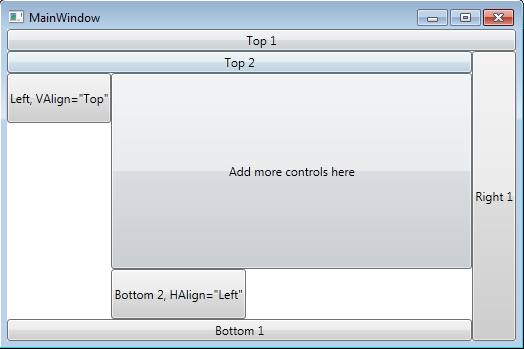 MainWindow
Top 1
Top 2
Left, VAlign="Top"
Add more controls here
Right 1
Bottom 2, HAlign="Left"
Bottom 1